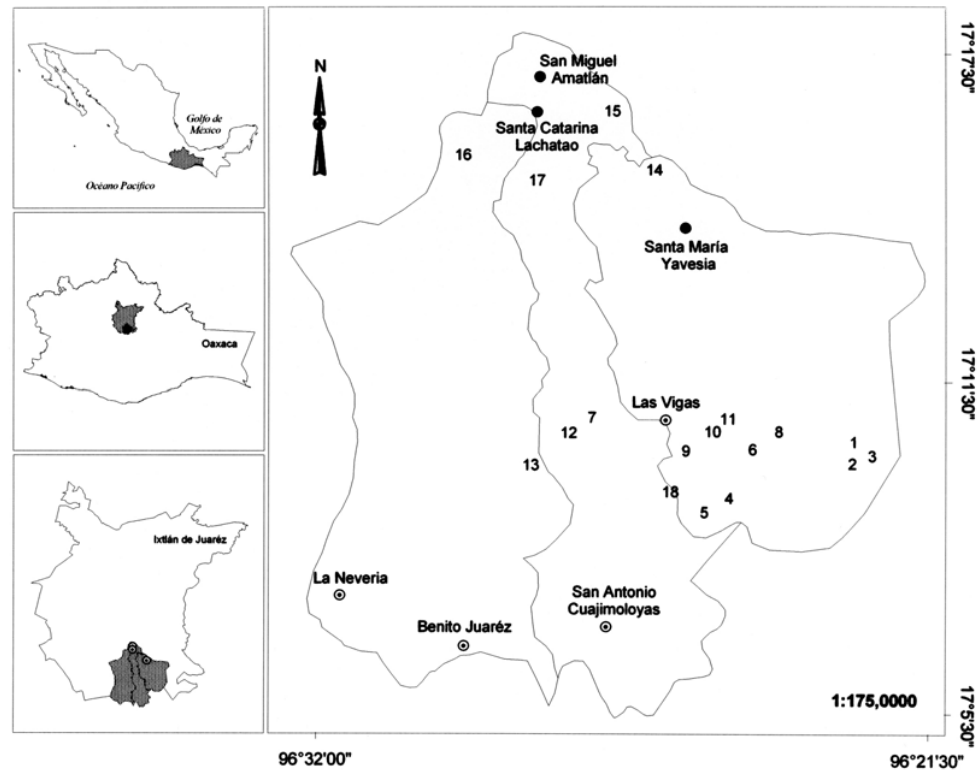 Golfo de
México
Océano Pacífico
Oaxaca
Ixtlán de Juaréz
N
San Miguel
Amatlán
15
Santa Catarina
Lachatao
16
17
14
Santa María
Yavesia
Las Vigas
7
12
13
11
10
9
6
8
1
2
3
18
4
5
La Neveria
Benito Juaréz
San Antonio
Cuajimoloyas
1:175,0000
17°17'30"
17°11'30"
17°5'30"
96°32'00"
96°21'30"